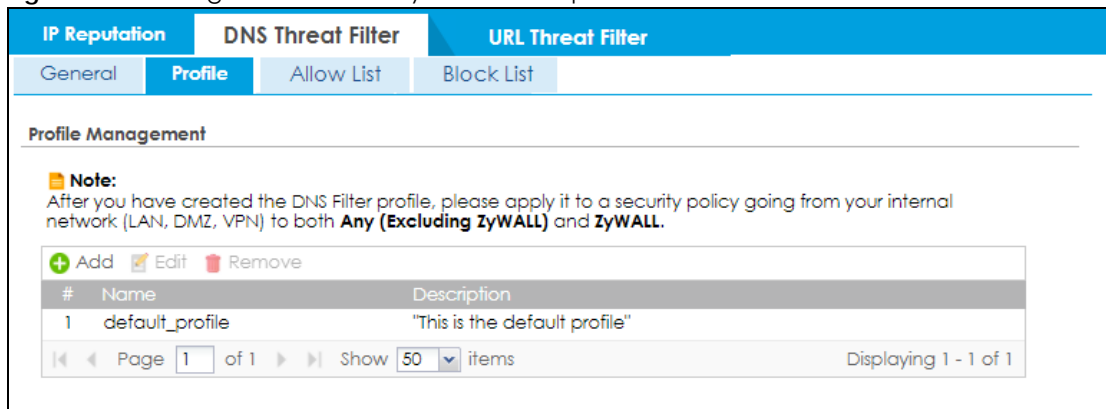 IP Reputation DNS Threat Filter URL Threat Filter
General Profile Allow List Block List
Profile Management
Note:
After you have created the DNS Filter profile, please apply it to a security policy going from your internal
network (LAN, DMZ, VPN) to both Any (Excluding ZyWALL) and ZyWALL.
Add Edit Remove
# Name Description
1 default_profile "This is the default profile"
Page 1 of 1 Show 50 items Displaying 1 - 1 of 1